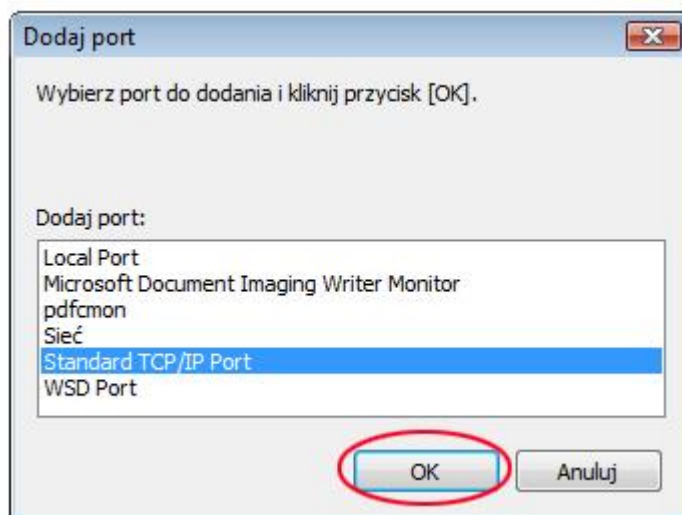 Dodaj port
Wybierz port do dodania i kliknij przycisk [OK].
Dodaj port:
Local Port
Microsoft Document Imaging Writer Monitor
pdfcmon
Sieć
Standard TCP/IP Port
WSD Port
OK
Anuluj